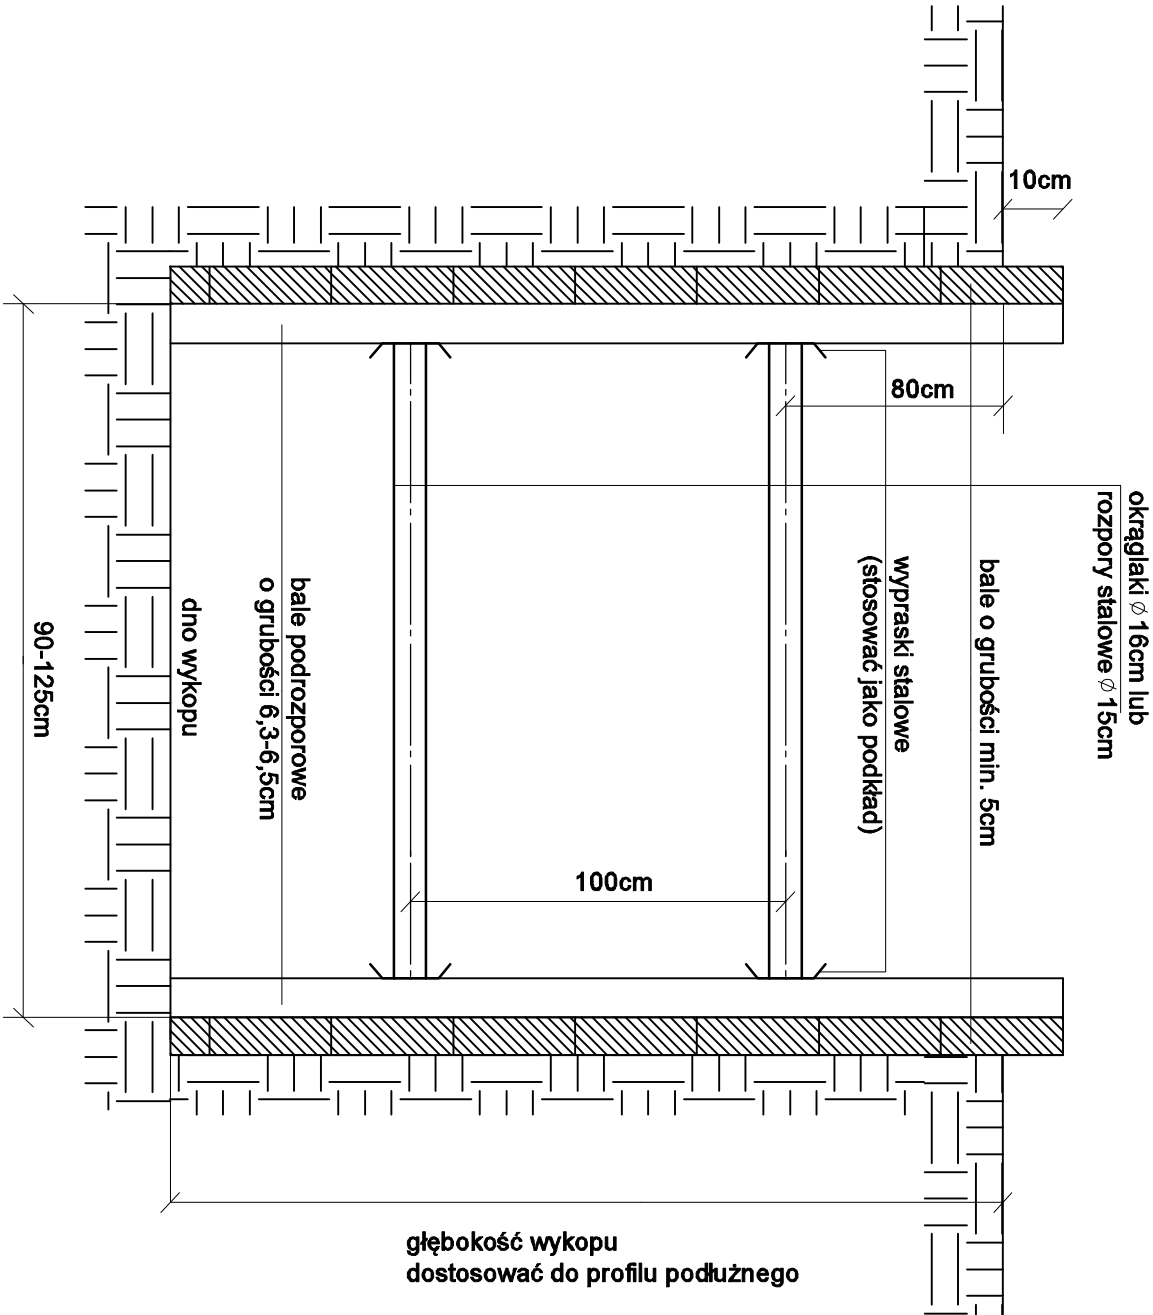 10cm
80cm
okrąglaki ⌀ 16cm lub
rozpory stalowe ⌀ 15cm
bale o grubości min. 5cm
wypraski stalowe
(stosować jako podkład)
bale podrozporowe
o grubości 6,3-6,5cm
dno wykopu
90-125cm
100cm
głębokość wykopu
dostosować do profilu podłużnego